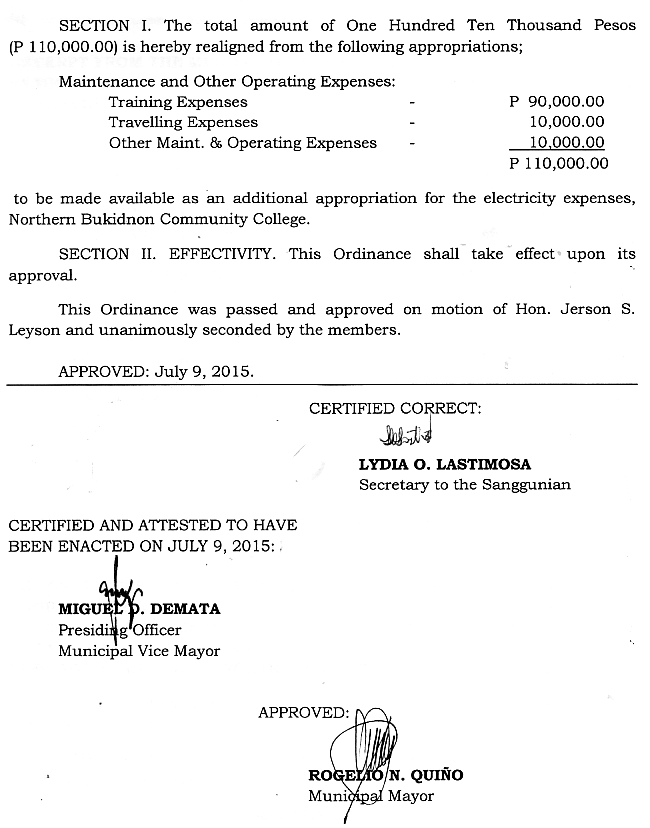 SECTION I. The total amount of One Hundred Ten Thousand Pesos
(P 110,000.00) is hereby realigned from the following appropriations;
Maintenance and Other Operating Expenses:
Training Expenses - P 90,000.00
Travelling Expenses - 10,000.00
Other Maint. & Operating Expenses - 10,000.00
P 110,000.00
to be made available as an additional appropriation for the electricity expenses,
Northern Bukidnon Community College.
SECTION II. EFFECTIVITY. This Ordinance shall take effect upon its
approval.
This Ordinance was passed and approved on motion of Hon. Jerson S.
Leyson and unanimously seconded by the members.
APPROVED: July 9, 2015.
CERTIFIED CORRECT:
LYDIA O. LASTIMOSA
Secretary to the Sanggunian
CERTIFIED AND ATTESTED TO HAVE
BEEN ENACTED ON JULY 9, 2015:
MIGUEL D. DEMATA
Presiding Officer
Municipal Vice Mayor
APPROVED:
ROGELIO N. QUIÑO
Municipal Mayor